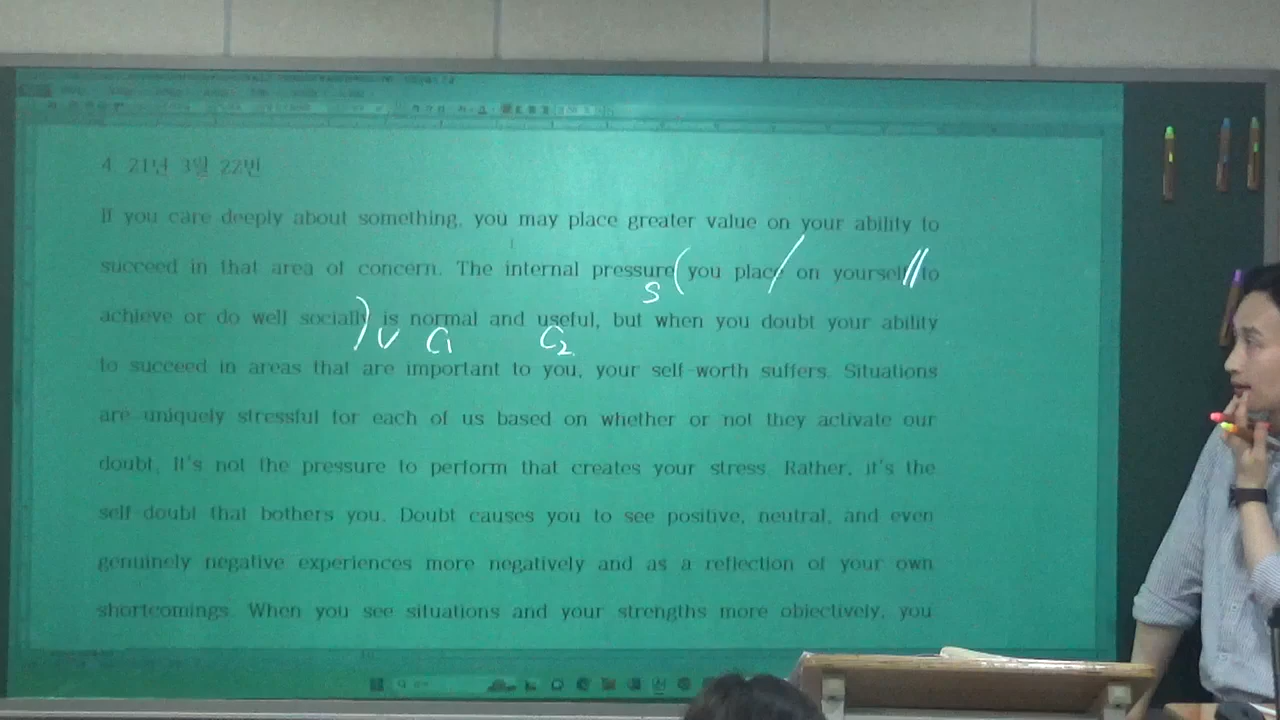 4. 21년 3월 22번
If you care deeply about something, you may place greater value on your ability to
succeed in that area of concern. The internal pressure ( you place / on yourself // to
S
achieve or do well socially ) is normal and useful, but when you doubt your ability
V C1 C2
to succeed in areas that are important to you, your self-worth suffers. Situations
are uniquely stressful for each of us based on whether or not they activate our
doubt. It's not the pressure to perform that creates your stress. Rather, it's the
self-doubt that bothers you. Doubt causes you to see positive, neutral, and even
genuinely negative experiences more negatively and as a reflection of your own
shortcomings. When you see situations and your strengths more objectively, you